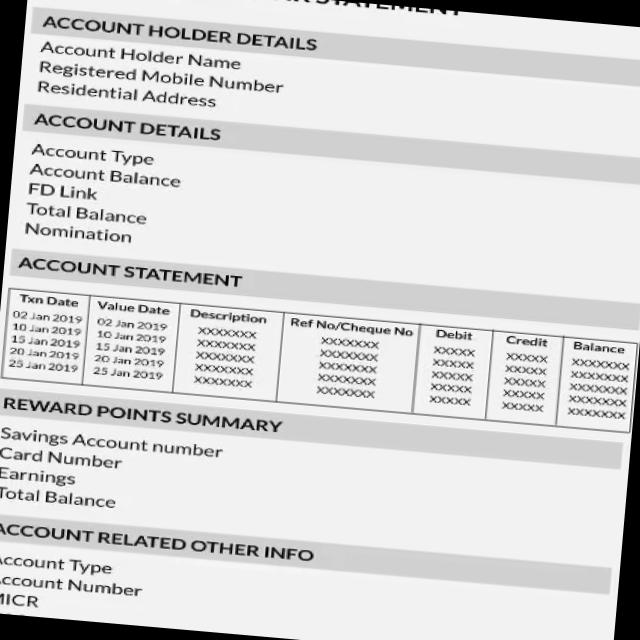 STATEMENT
ACCOUNT HOLDER DETAILS
Account Holder Name
Registered Mobile Number
Residential Address
ACCOUNT DETAILS
Account Type
Account Balance
FD Link
Total Balance
Nomination
ACCOUNT STATEMENT
Txn Date Value Date Description Ref No/Cheque No Debit Credit Balance
02 Jan 2019 02 Jan 2019 XXXXXXX XXXXXXX XXXXX XXXXX XXXXXXX
10 Jan 2019 10 Jan 2019 XXXXXXX XXXXXXX XXXXX XXXXX XXXXXXX
15 Jan 2019 15 Jan 2019 XXXXXXX XXXXXXX XXXXX XXXXX XXXXXXX
20 Jan 2019 20 Jan 2019 XXXXXXX XXXXXXX XXXXX XXXXX XXXXXXX
25 Jan 2019 25 Jan 2019 XXXXXXX XXXXXXX XXXXX XXXXX XXXXXXX
REWARD POINTS SUMMARY
Savings Account number
Card Number
Earnings
Total Balance
ACCOUNT RELATED OTHER INFO
Account Type
Account Number
MICR